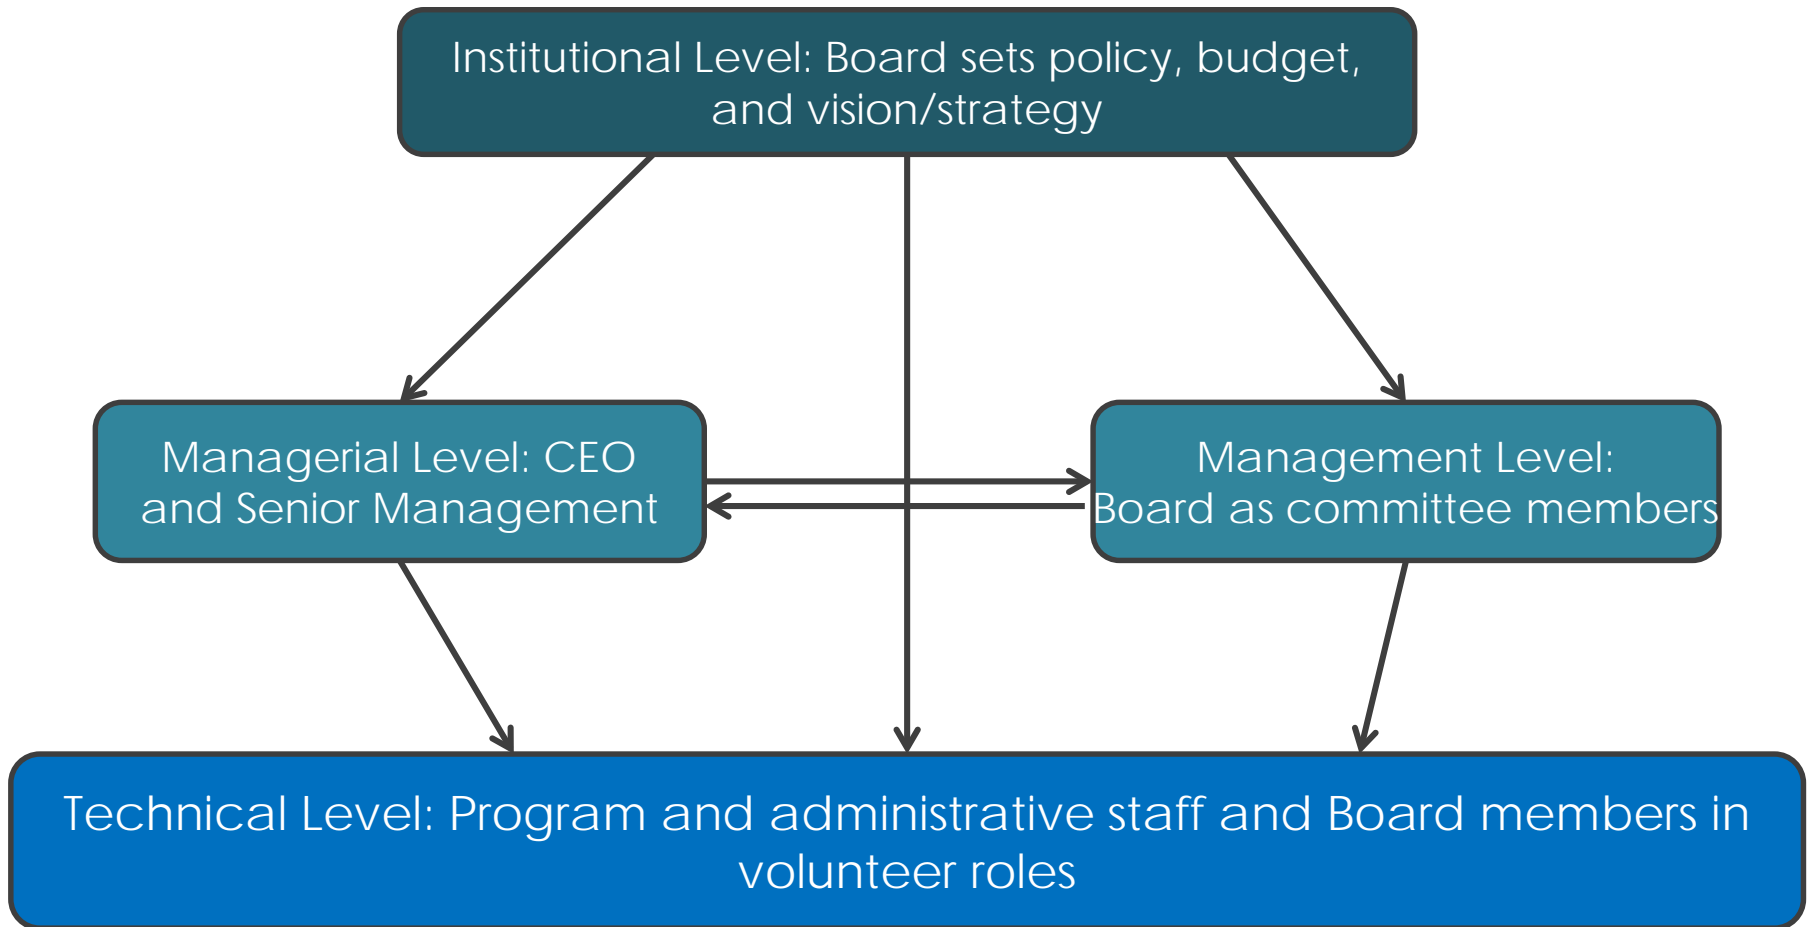 Institutional Level: Board sets policy, budget,
and vision/strategy
Managerial Level: CEO
and Senior Management
Management Level:
Board as committee members
Technical Level: Program and administrative staff and Board members in
volunteer roles